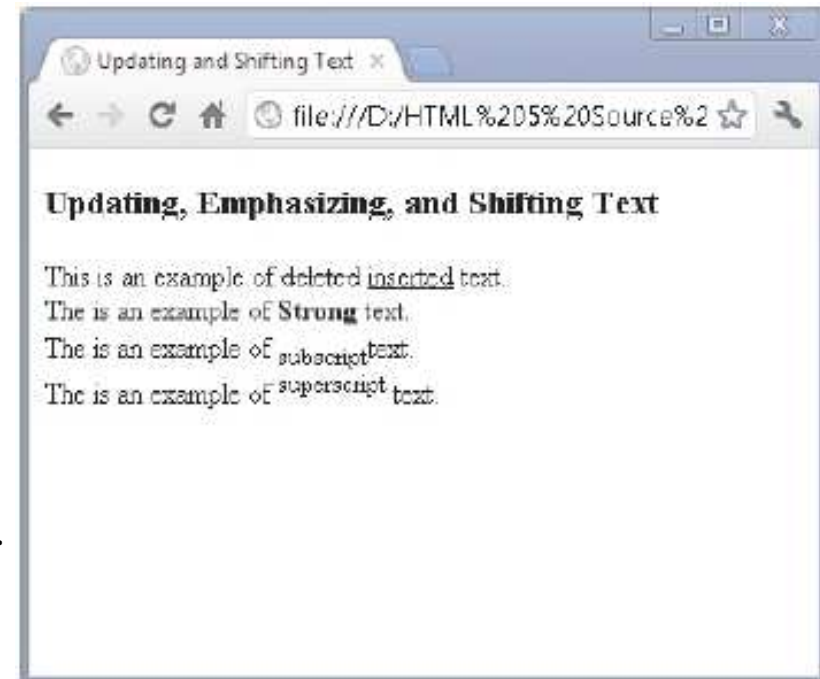 Updating and Shifting Text
file:///D:/HTML%205%20Source%2
Updating, Emphasizing, and Shifting Text
This is an example of deleted inserted text.
The is an example of Strong text.
The is an example of subscripttext.
The is an example of superscript text.